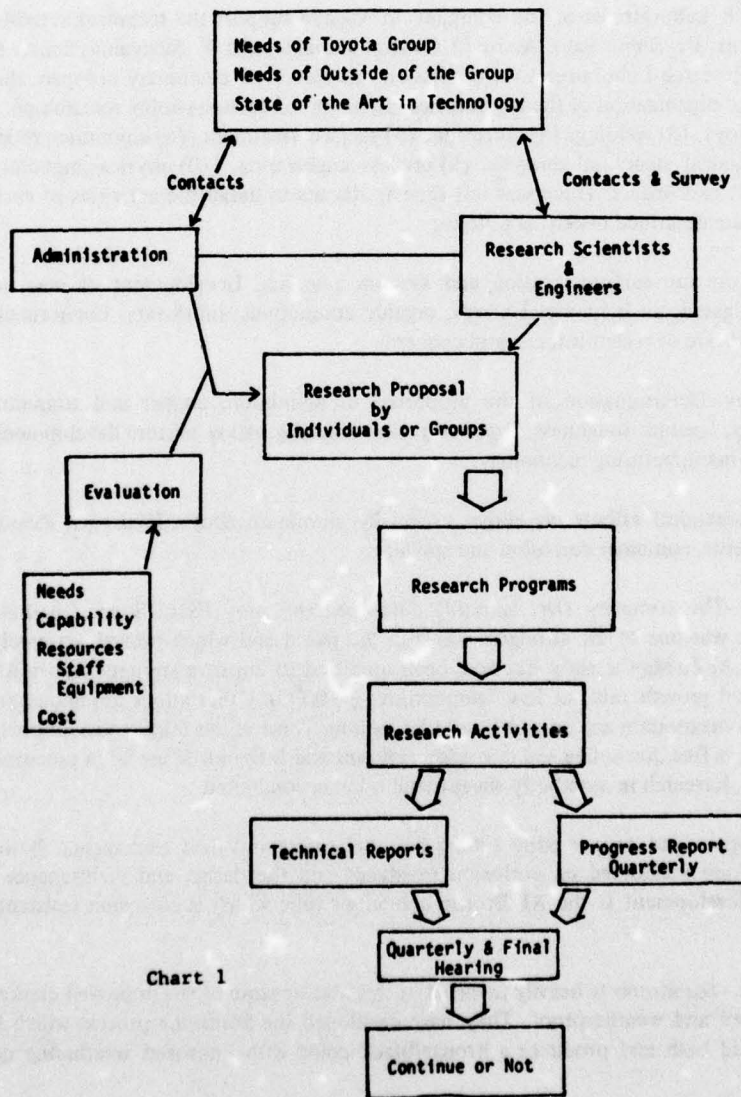 Needs of Toyota Group
Needs of Outside on the Group
State of the Art in Technology
Contacts
Contacts & Survey
Administration
Research Scientists
&
Engineers
Research Proposal
by
Individuals or Groups
Evaluation
Needs
Capability
Resources
Staff
Equipment
Cost
Research Programs
Research Activities
Technical Reports
Progress Report
Quarterly
Quarterly & Final
Hearing
Chart 1
Continue or Not